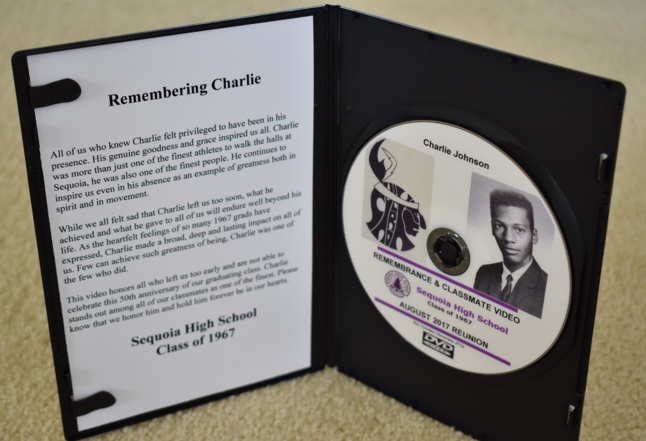 Remembering Charlie
All of us who knew Charlie felt privileged to have been in his
presence. His genuine goodness and grace inspired us all. Charlie
was more than just one of the finest athletes to walk the halls at
Sequoia, he was also one of the finest people. He continues to
inspire us even in his absence as an example of greatness both in
spirit and in movement.
While we all felt sad that Charlie left us too soon, what he
achieved and what he gave to all of us will endure well beyond his
life. As the heartfelt feelings of so many 1967 grads have
expressed, Charlie made a broad, deep and lasting impact on all of
us. Few can achieve such greatness of being. Charlie was one of
the few who did.
This video honors all who left us too early and are not able to
celebrate this 50th anniversary of our graduating class. Charlie
stands out among all of our classmates as one of the finest. Please
know that we honor him and hold him forever be in our hearts.
Sequoia High School
Class of 1967
Charlie Johnson
REMEMBRANCE & CLASSMATE VIDEO
Sequoia High School
Class of 1967
AUGUST 2017 REUNION
DVD